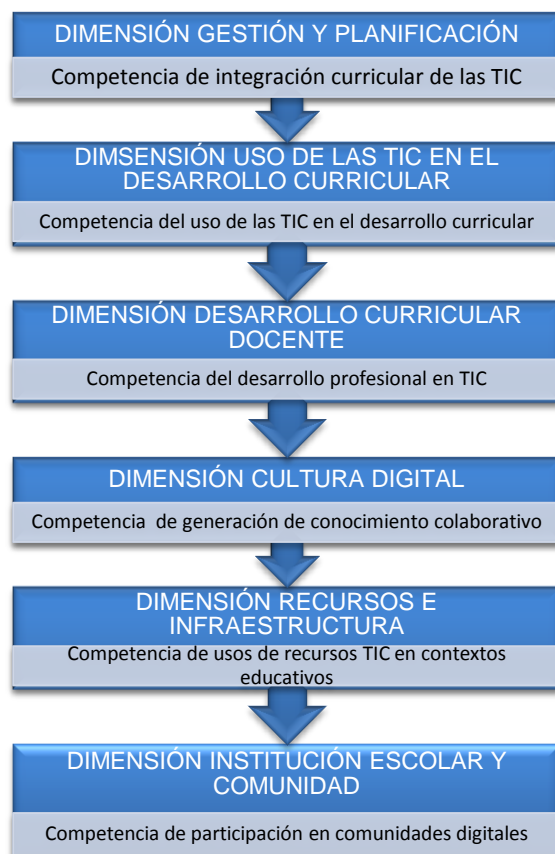 DIMENSIÓN GESTIÓN Y PLANIFICACIÓN
Competencia de integración curricular de las TIC
DIMSENSIÓN USO DE LAS TIC EN EL
DESARROLLO CURRICULAR
Competencia del uso de las TIC en el desarrollo curricular
DIMENSIÓN DESARROLLO CURRICULAR
DOCENTE
Competencia del desarrollo profesional en TIC
DIMENSIÓN CULTURA DIGITAL
Competencia de generación de conocimiento colaborativo
DIMENSIÓN RECURSOS E
INFRAESTRUCTURA
Competencia de usos de recursos TIC en contextos
educativos
DIMENSIÓN INSTITUCIÓN ESCOLAR Y
COMUNIDAD
Competencia de participación en comunidades digitales